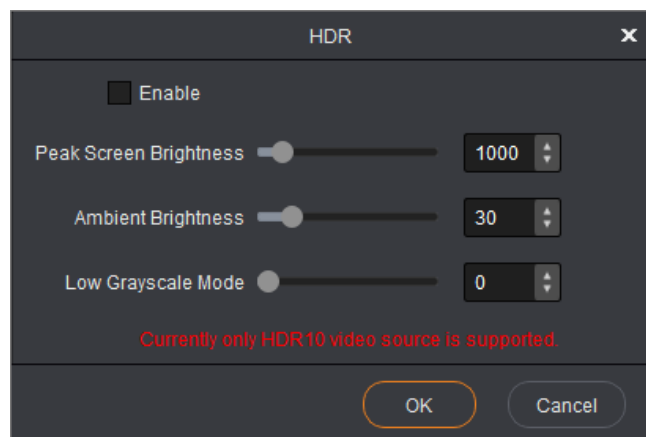 HDR
Enable
Peak Screen Brightness 1000
Ambient Brightness 30
Low Grayscale Mode 0
Currently only HDR10 video source is supported.
OK Cancel